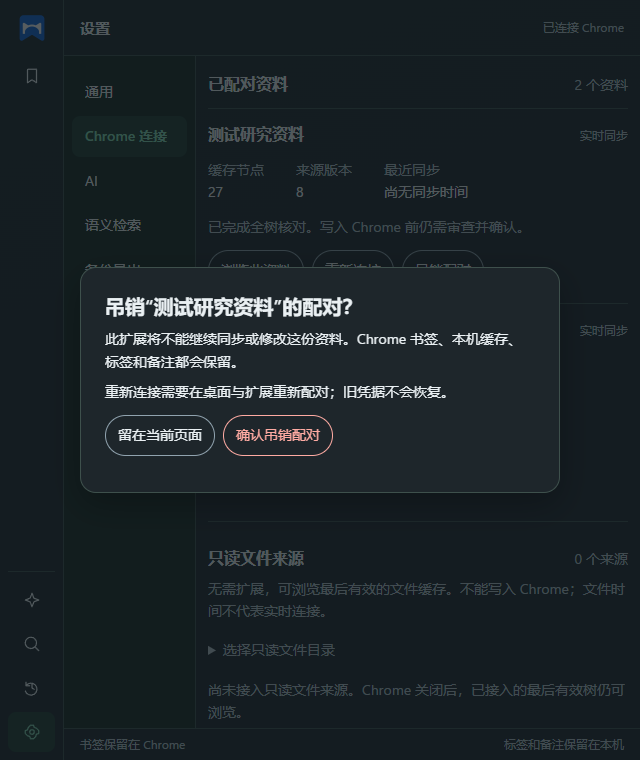 设置
已连接 Chrome
通用
Chrome 连接
AI
语义检索
已配对资料
2 个资料
测试研究资料
实时同步
缓存节点 来源版本 最近同步
27 8 尚无同步时间
已完成全树核对。写入 Chrome 前仍需审查并确认。
吊销“测试研究资料”的配对？
此扩展将不能继续同步或修改这份资料。Chrome 书签、本机缓存、
标签和备注都会保留。
重新连接需要在桌面与扩展重新配对；旧凭据不会恢复。
留在当前页面
确认吊销配对
实时同步
只读文件来源
0 个来源
无需扩展，可浏览最后有效的文件缓存。不能写入 Chrome；文件时
间不代表实时连接。
选择只读文件目录
尚未接入只读文件来源。Chrome 关闭后，已接入的最后有效树仍可
浏览。
书签保留在 Chrome
标签和备注保留在本机